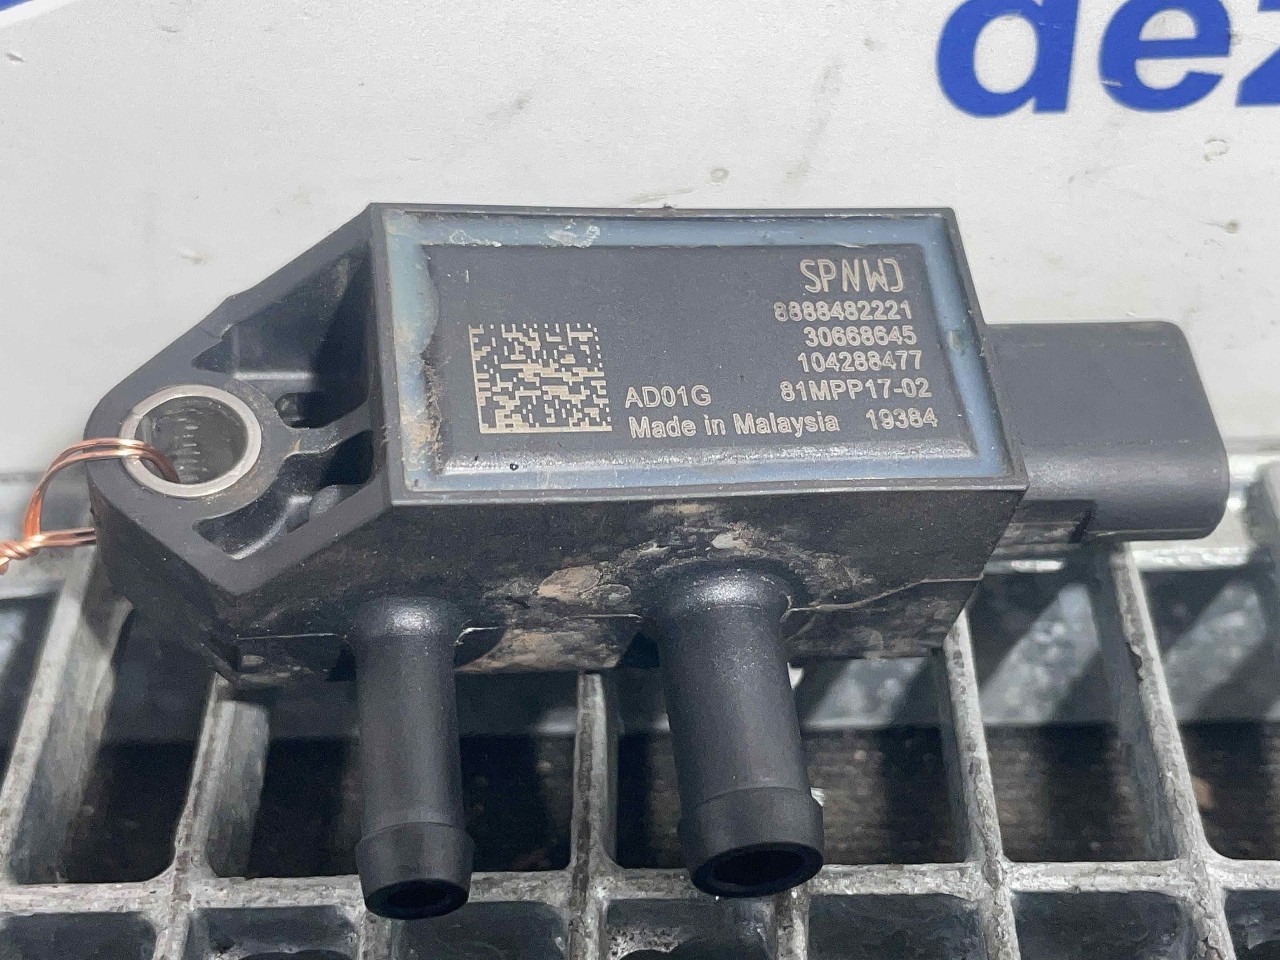 dez
SPNWJ
8888482221
30668645
104288477
AD01G 81MPP17-02
Made in Malaysia 19384